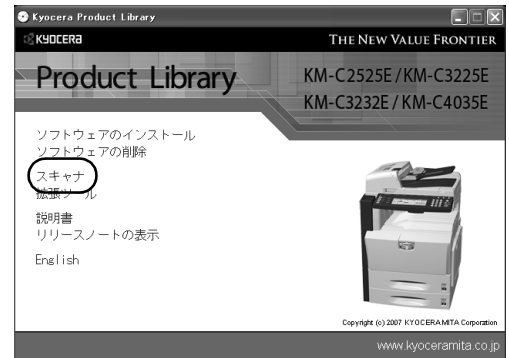 Kyocera Product Library
KYOCERA
THE NEW VALUE FRONTIER
Product Library
KM-C2525E / KM-C3225E
KM-C3232E / KM-C4035E
ソフトウェアのインストール
ソフトウェアの削除
スキャナ
拡張ツール
説明書
リリースノートの表示
English
Copyright (c) 2007 KYOCERA MITA Corporation
www.kyoceramita.co.jp